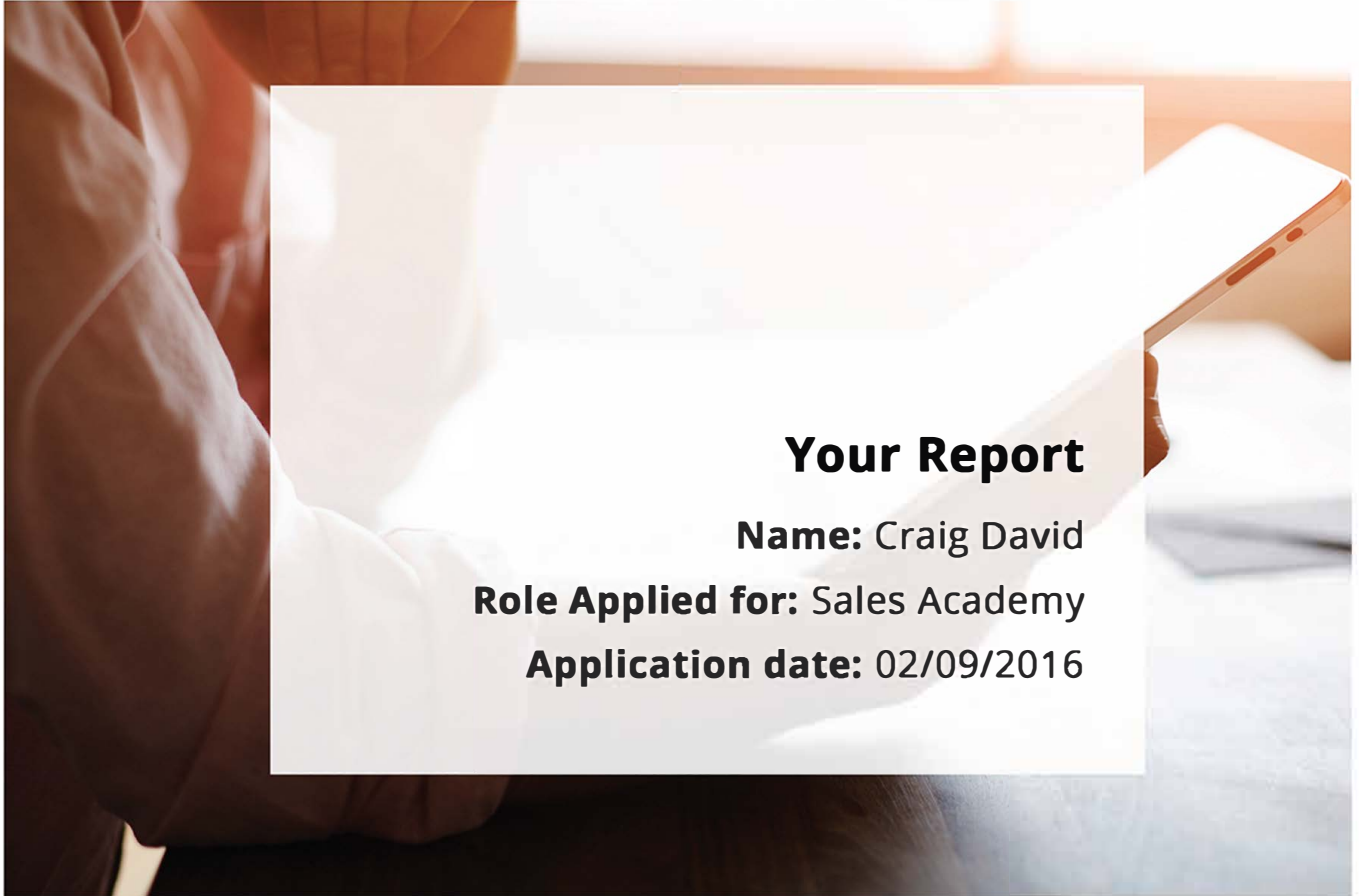 Your Report
Name: Craig David
Role Applied for: Sales Academy
Application date: 02/09/2016